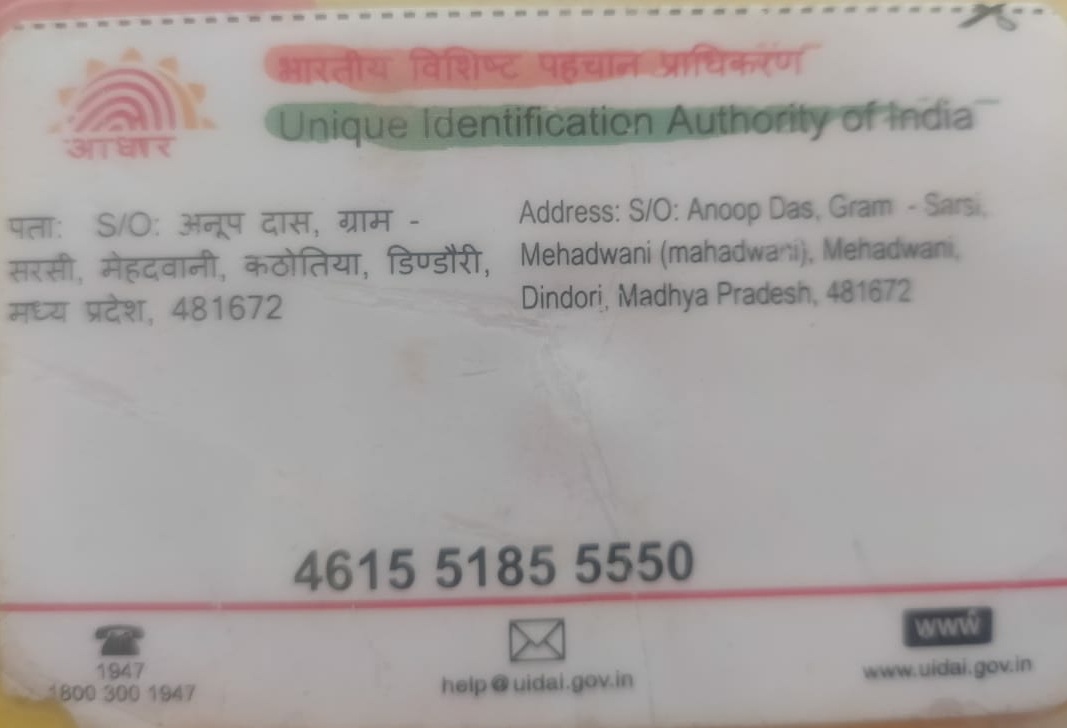 भारतीय विशिष्ट पहचान प्राधिकरण
Unique Identification Authority of India
आधार
पता: S/O: अनूप दास, ग्राम -
सरसी, मेहदवानी, कठोतिया, डिण्डौरी,
मध्य प्रदेश, 481672
Address: S/O: Anoop Das, Gram - Sarsi,
Mehadwani (mahadwani), Mehadwani,
Dindori, Madhya Pradesh, 481672
4615 5185 5550
1947
1800 300 1947
help@uidai.gov.in
www
www.uidai.gov.in